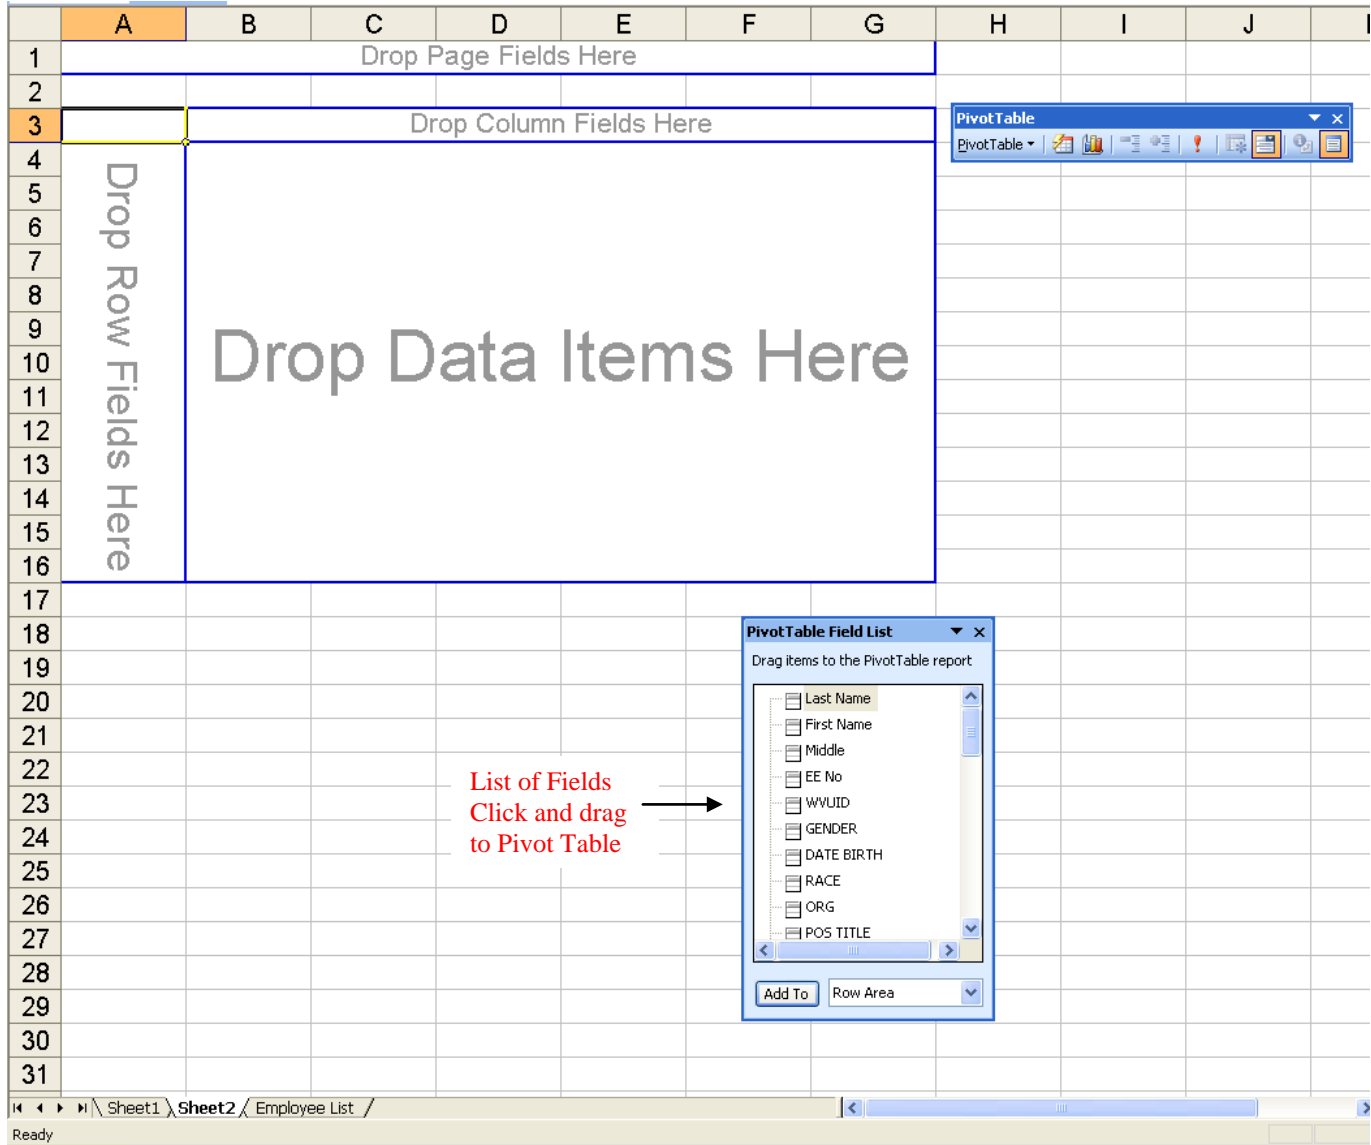 A B C D E F G H I J
1 Drop Page Fields Here
2
3 Drop Column Fields Here
PivotTable
PivotTable
4
5
6
7
8
9
10
11
12
13
14
15
16
Drop Row Fields Here
Drop Data Items Here
17
18
19
20
21
22
23
24
25
26
27
28
29
30
31
PivotTable Field List
Drag items to the PivotTable report
Last Name
First Name
Middle
EE No
WVUID
GENDER
DATE BIRTH
RACE
ORG
POS TITLE
Add To Row Area
List of Fields
Click and drag
to Pivot Table
Sheet1 Sheet2 Employee List
Ready